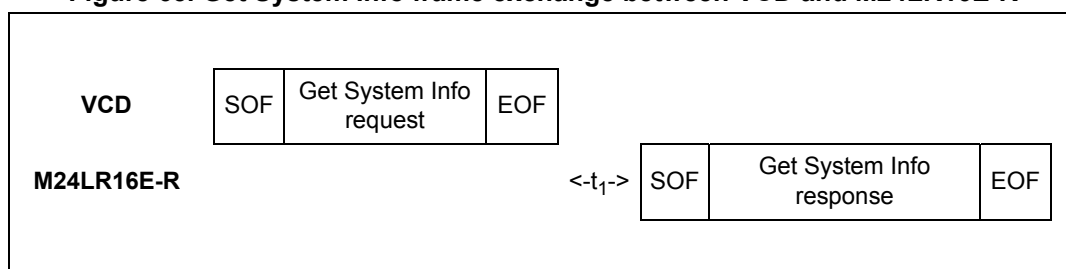 Figure 63. Get System Info frame exchange between VCD and M24LR16E-R
VCD
SOF
Get System Info
request
EOF
M24LR16E-R
<-t1->
SOF
Get System Info
response
EOF